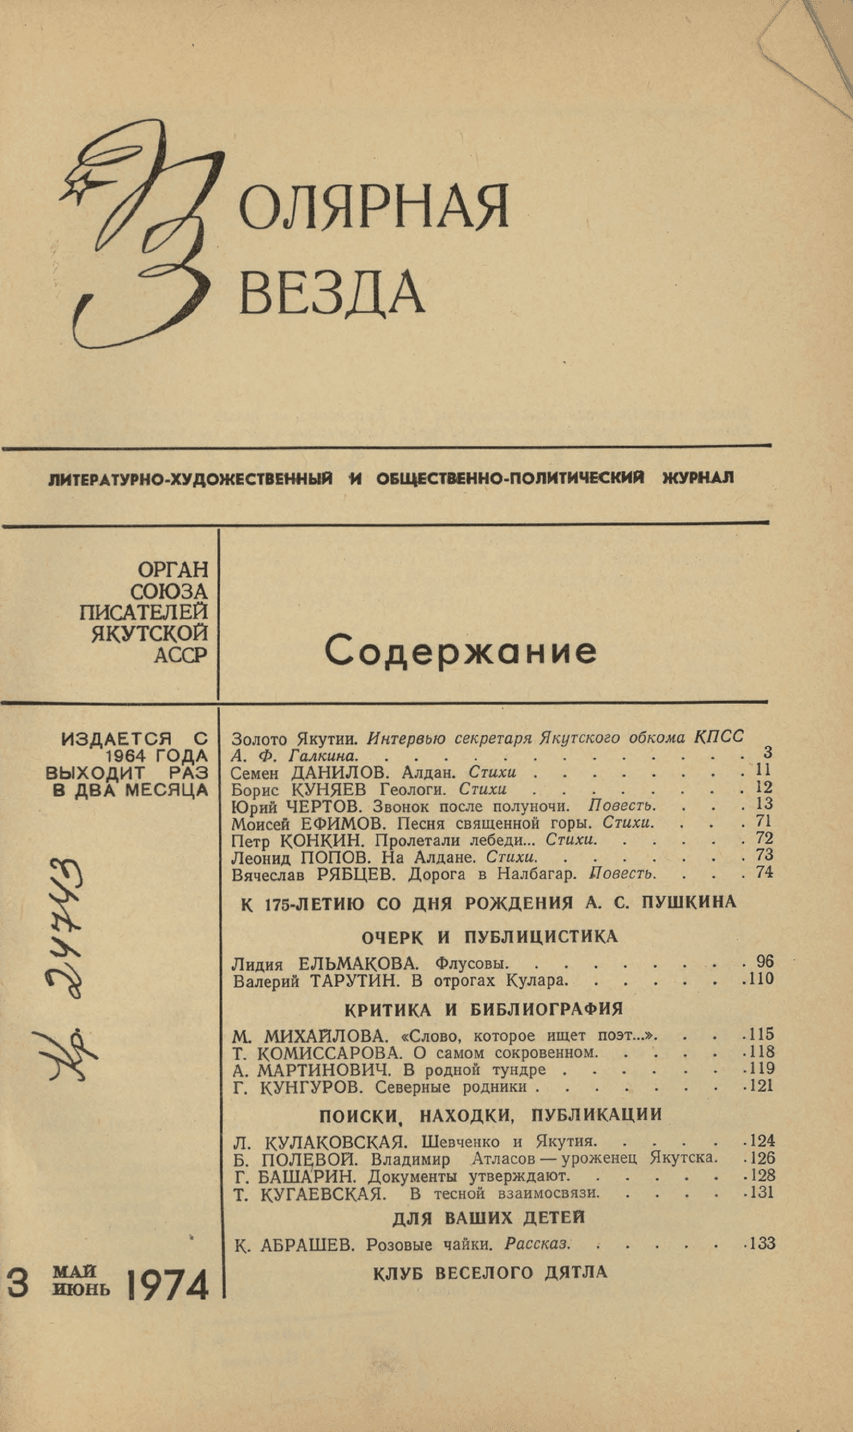 ПОЛЯРНАЯ
ЗВЕЗДА
ЛИТЕРАТУРНО-ХУДОЖЕСТВЕННЫЙ И ОБЩЕСТВЕННО-ПОЛИТИЧЕСКИЙ ЖУРНАЛ
ОРГАН
СОЮЗА
ПИСАТЕЛЕЙ
ЯКУТСКОЙ
АССР
Содержание
ИЗДАЕТСЯ С
1964 ГОДА
ВЫХОДИТ РАЗ
В ДВА МЕСЯЦА
Золото Якутии. Интервью секретаря Якутского обкома КПСС
А. Ф. Галкина. . . . . . . . . . . . . . 3
Семен ДАНИЛОВ. Алдан. Стихи . . . . . . . . 11
Борис КУНЯЕВ Геологи. Стихи . . . . . . . . 12
Юрий ЧЕРТОВ. Звонок после полуночи. Повесть. . . . 13
Моисей ЕФИМОВ. Песня священной горы. Стихи. . . . 71
Петр КОНКИН. Пролетали лебеди... Стихи. . . . . . 72
Леонид ПОПОВ. На Алдане. Стихи. . . . . . . . 73
Вячеслав РЯБЦЕВ. Дорога в Налбагар. Повесть. . . . 74
К 175-ЛЕТИЮ СО ДНЯ РОЖДЕНИЯ А. С. ПУШКИНА
ОЧЕРК И ПУБЛИЦИСТИКА
Лидия ЕЛЬМАКОВА. Флусовы. . . . . . . . . 96
Валерий ТАРУТИН. В отрогах Кулара. . . . . . . 110
КРИТИКА И БИБЛИОГРАФИЯ
М. МИХАЙЛОВА. «Слово, которое ищет поэт...». . . . 115
Т. КОМИССАРОВА. О самом сокровенном. . . . . . 118
А. МАРТИНОВИЧ. В родной тундре . . . . . . . 119
Г. КУНГУРОВ. Северные родники . . . . . . . . 121
ПОИСКИ, НАХОДКИ, ПУБЛИКАЦИИ
Л. КУЛАКОВСКАЯ. Шевченко и Якутия. . . . . . 124
Б. ПОЛЕВОЙ. Владимир Атласов — уроженец Якутска. . 126
Г. БАШАРИН. Документы утверждают. . . . . . . 128
Т. КУГАЕВСКАЯ. В тесной взаимосвязи. . . . . . 131
ДЛЯ ВАШИХ ДЕТЕЙ
К. АБРАШЕВ. Розовые чайки. Рассказ. . . . . . . 133
КЛУБ ВЕСЕЛОГО ДЯТЛА
Ж 24743
3 МАЙ ИЮНЬ 1974